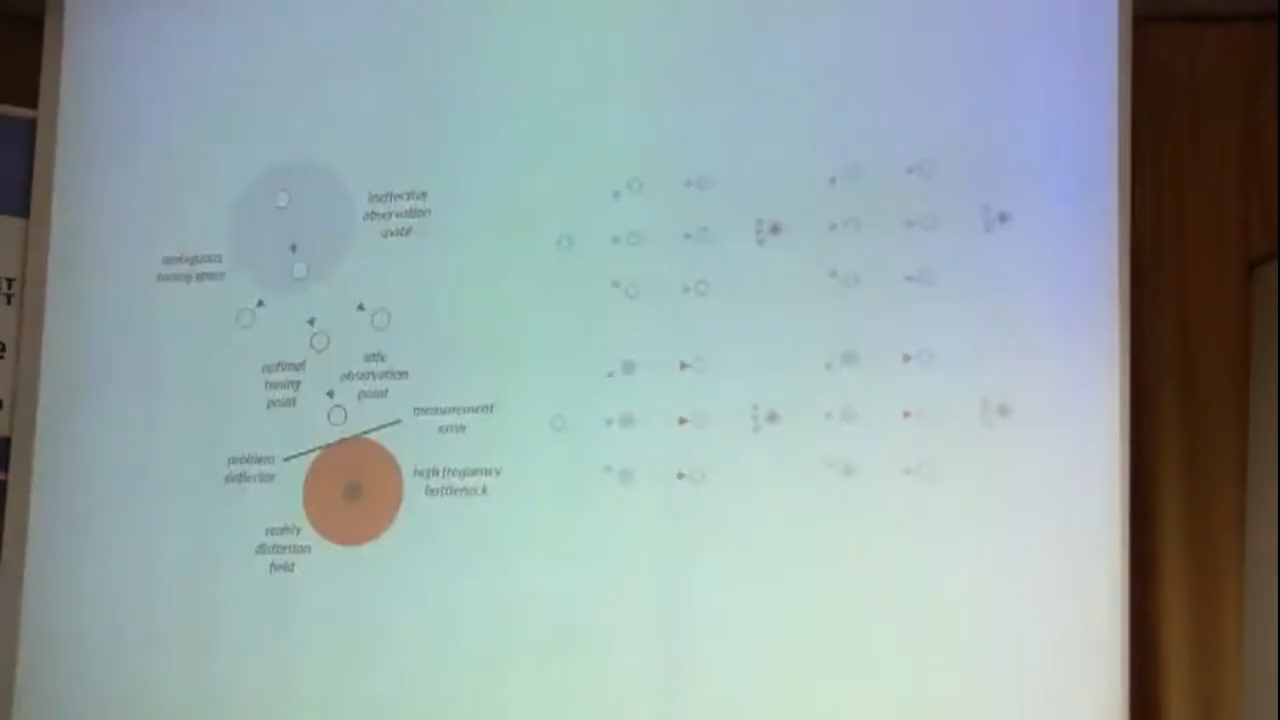 ineffective
observation
space
ambiguous
tuning space
optimal
tuning
point
safe
observation
point
measurement
error
problem
deflector
high frequency
bottleneck
reality
distortion
field